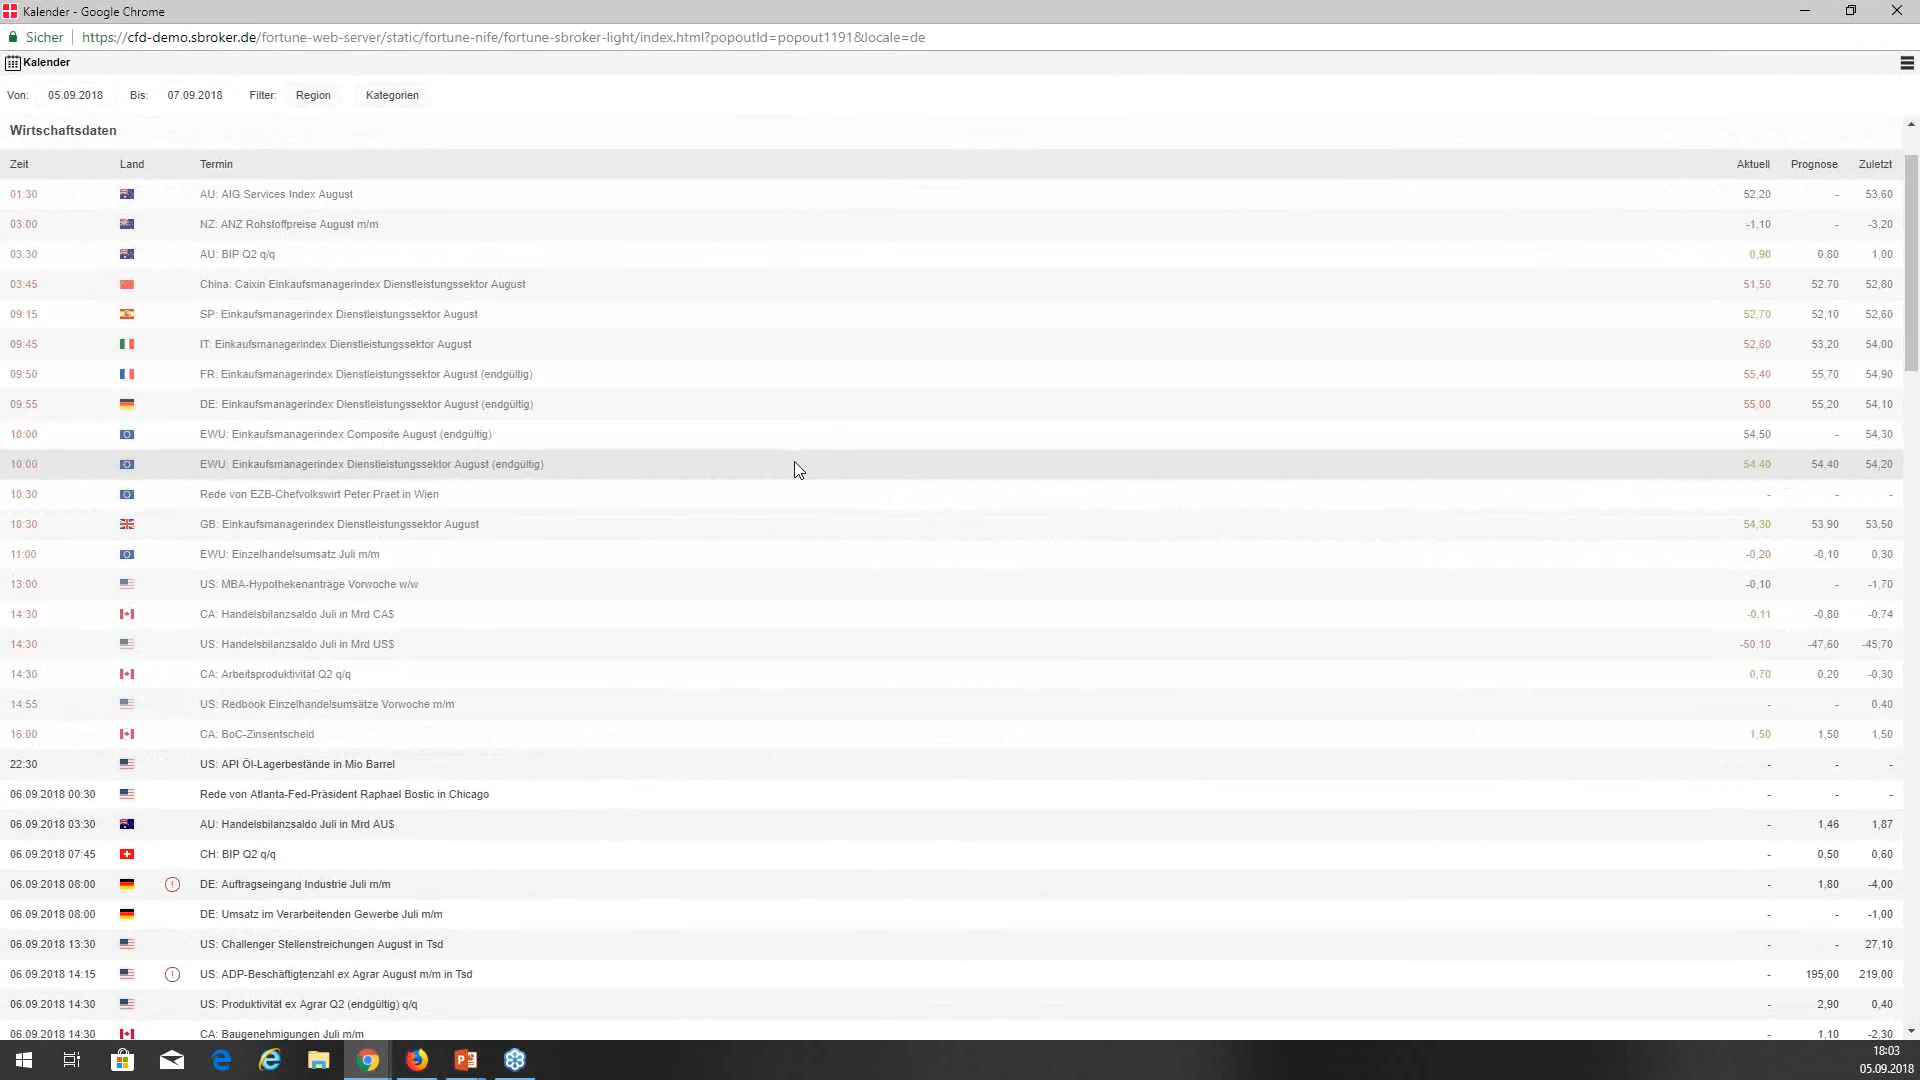 Kalender - Google Chrome
Sicher https://cfd-demo.sbroker.de/fortune-web-server/static/fortune-nife/fortune-sbroker-light/index.html?popoutId=popout1191&locale=de
Kalender
Von: 05.09.2018 Bis: 07.09.2018 Filter: Region Kategorien
Wirtschaftsdaten
Zeit Land Termin Aktuell Prognose Zuletzt
01:30 AU: AIG Services Index August 52,20 - 53,60
03:00 NZ: ANZ Rohstoffpreise August m/m -1,10 - -3,20
03:30 AU: BIP Q2 q/q 0,90 0,80 1,00
03:45 China: Caixin Einkaufsmanagerindex Dienstleistungssektor August 51,50 52.70 52,80
09:15 SP: Einkaufsmanagerindex Dienstleistungssektor August 52,70 52,10 52,60
09:45 IT: Einkaufsmanagerindex Dienstleistungssektor August 52,60 53,20 54,00
09:50 FR: Einkaufsmanagerindex Dienstleistungssektor August (endgültig) 55,40 55,70 54,90
09:55 DE: Einkaufsmanagerindex Dienstleistungssektor August (endgültig) 55,00 55,20 54,10
10:00 EWU: Einkaufsmanagerindex Composite August (endgültig) 54,50 - 54,30
10:00 EWU: Einkaufsmanagerindex Dienstleistungssektor August (endgültig) 54.40 54,40 54,20
10:30 Rede von EZB-Chefvolkswirt Peter Praet in Wien - - -
10:30 GB: Einkaufsmanagerindex Dienstleistungssektor August 54,30 53.90 53,50
11:00 EWU: Einzelhandelsumsatz Juli m/m -0,20 -0,10 0,30
13:00 US: MBA-Hypothekenanträge Vorwoche w/w -0,10 - -1,70
14:30 CA: Handelsbilanzsaldo Juli in Mrd CA$ -0,11 -0,80 -0,74
14:30 US: Handelsbilanzsaldo Juli in Mrd US$ -50,10 -47,60 -45,70
14:30 CA: Arbeitsproduktivität Q2 q/q 0,70 0,20 -0,30
14:55 US: Redbook Einzelhandelsumsätze Vorwoche m/m - - 0,40
16:00 CA: BoC-Zinsentscheid 1,50 1,50 1,50
22:30 US: API Öl-Lagerbestände in Mio Barrel - - -
06.09.2018 00:30 Rede von Atlanta-Fed-Präsident Raphael Bostic in Chicago - - -
06.09.2018 03:30 AU: Handelsbilanzsaldo Juli in Mrd AU$ - 1,46 1,87
06.09.2018 07:45 CH: BIP Q2 q/q - 0,50 0,60
06.09.2018 08:00 DE: Auftragseingang Industrie Juli m/m - 1,80 -4,00
06.09.2018 08:00 DE: Umsatz im Verarbeitenden Gewerbe Juli m/m - - -1,00
06.09.2018 13:30 US: Challenger Stellenstreichungen August in Tsd - - 27,10
06.09.2018 14:15 US: ADP-Beschäftigtenzahl ex Agrar August m/m in Tsd - 195,00 219,00
06.09.2018 14:30 US: Produktivität ex Agrar Q2 (endgültig) q/q - 2,90 0,40
06.09.2018 14:30 CA: Baugenehmigungen Juli m/m - 1,10 -2,30
18:03
05.09.2018